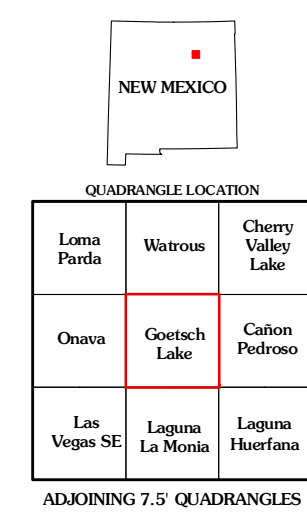 NEW MEXICO
QUADRANGLE LOCATION
Loma
Parda
Watrous
Cherry
Valley
Lake
Onava
Goetsch
Lake
Cañon
Pedroso
Las
Vegas SE
Laguna
La Monia
Laguna
Huerfana
ADJOINING 7.5' QUADRANGLES